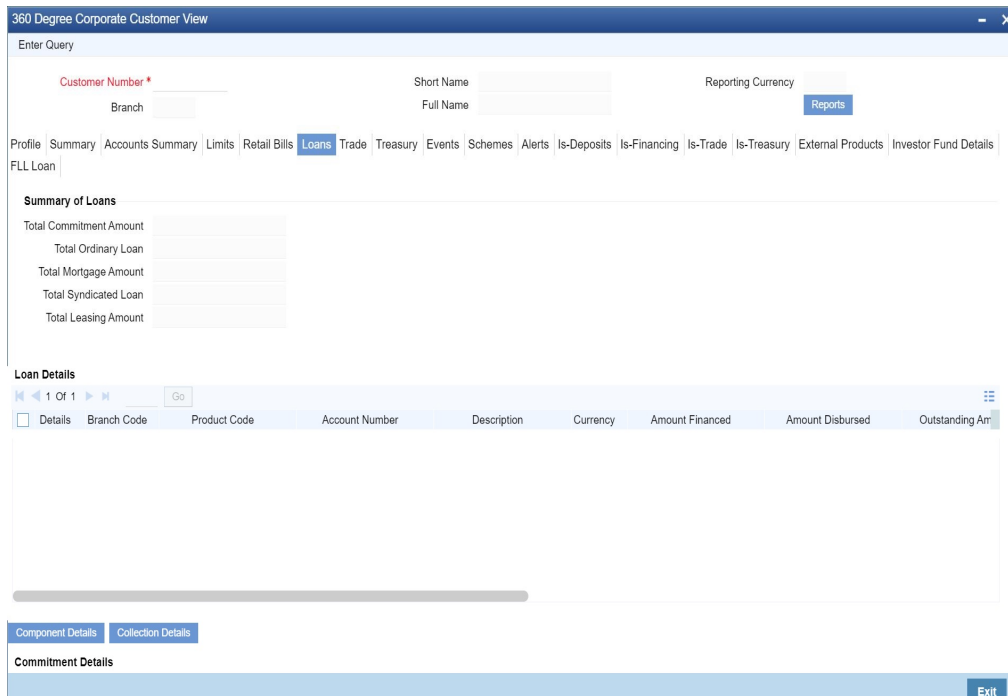 360 Degree Corporate Customer View
Enter Query
Customer Number * Short Name Reporting Currency
Branch Full Name Reports
Profile Summary Accounts Summary Limits Retail Bills Loans Trade Treasury Events Schemes Alerts Is-Deposits Is-Financing Is-Trade Is-Treasury External Products Investor Fund Details
FLL Loan
Summary of Loans
Total Commitment Amount
Total Ordinary Loan
Total Mortgage Amount
Total Syndicated Loan
Total Leasing Amount
Loan Details
1 Of 1 Go
Details Branch Code Product Code Account Number Description Currency Amount Financed Amount Disbursed Outstanding Am
Component Details Collection Details
Commitment Details
Exit